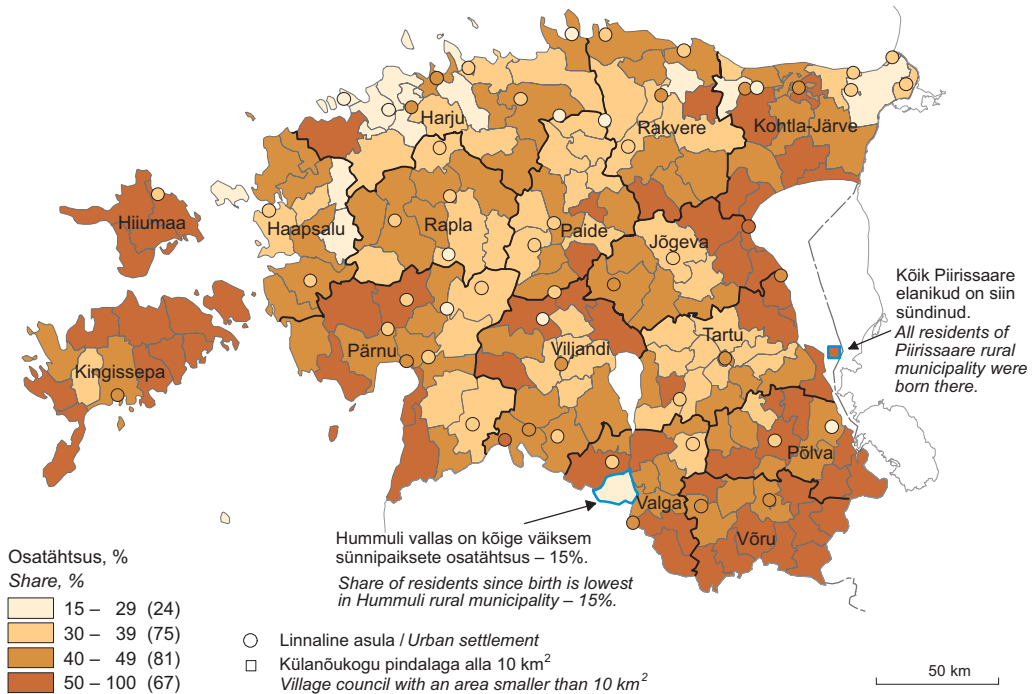 Harju
Rakvere
Kohtla-Järve
Hiiumaa
Haapsalu
Rapla
Paide
Jõgeva
Kõik Piirissaare
elanikud on siin
sündinud.
All residents of
Piirissaare rural
municipality were
born there.
Kingissepa
Pärnu
Viljandi
Tartu
Põlva
Valga
Võru
Hummuli vallas on kõige väiksem
sünnipaiksete osatähtsus – 15%.
Share of residents since birth is lowest
in Hummuli rural municipality – 15%.
Osatähtsus, %
Share, %
15 – 29 (24)
30 – 39 (75)
40 – 49 (81)
50 – 100 (67)
Linnaline asula / Urban settlement
Külanõukogu pindalaga alla 10 km²
Village council with an area smaller than 10 km²
50 km